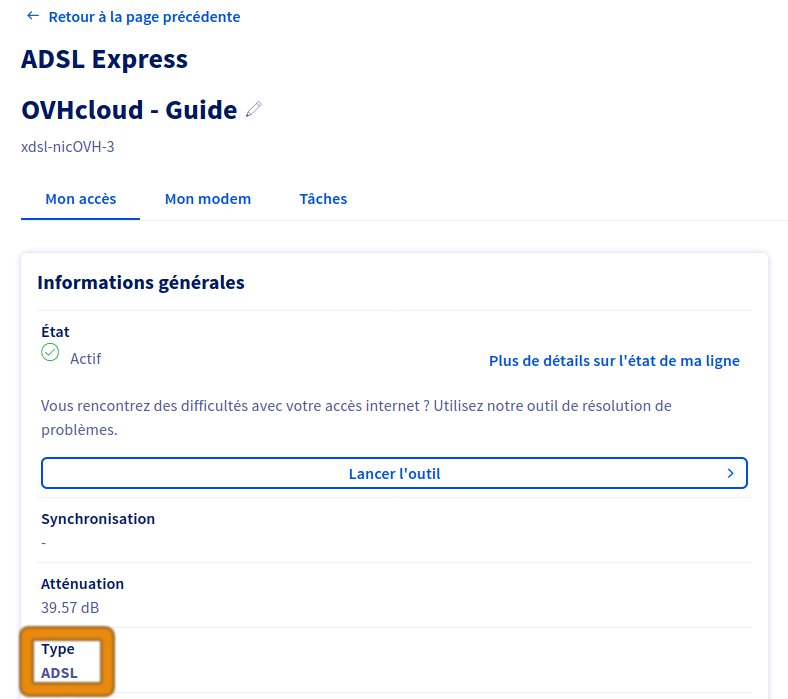 ← Retour à la page précédente
ADSL Express
OVHcloud - Guide
xdsl-nicOVH-3
Mon accès Mon modem Tâches
Informations générales
État
Actif
Plus de détails sur l'état de ma ligne
Vous rencontrez des difficultés avec votre accès internet ? Utilisez notre outil de résolution de
problèmes.
Lancer l'outil
Synchronisation
-
Atténuation
39.57 dB
Type
ADSL